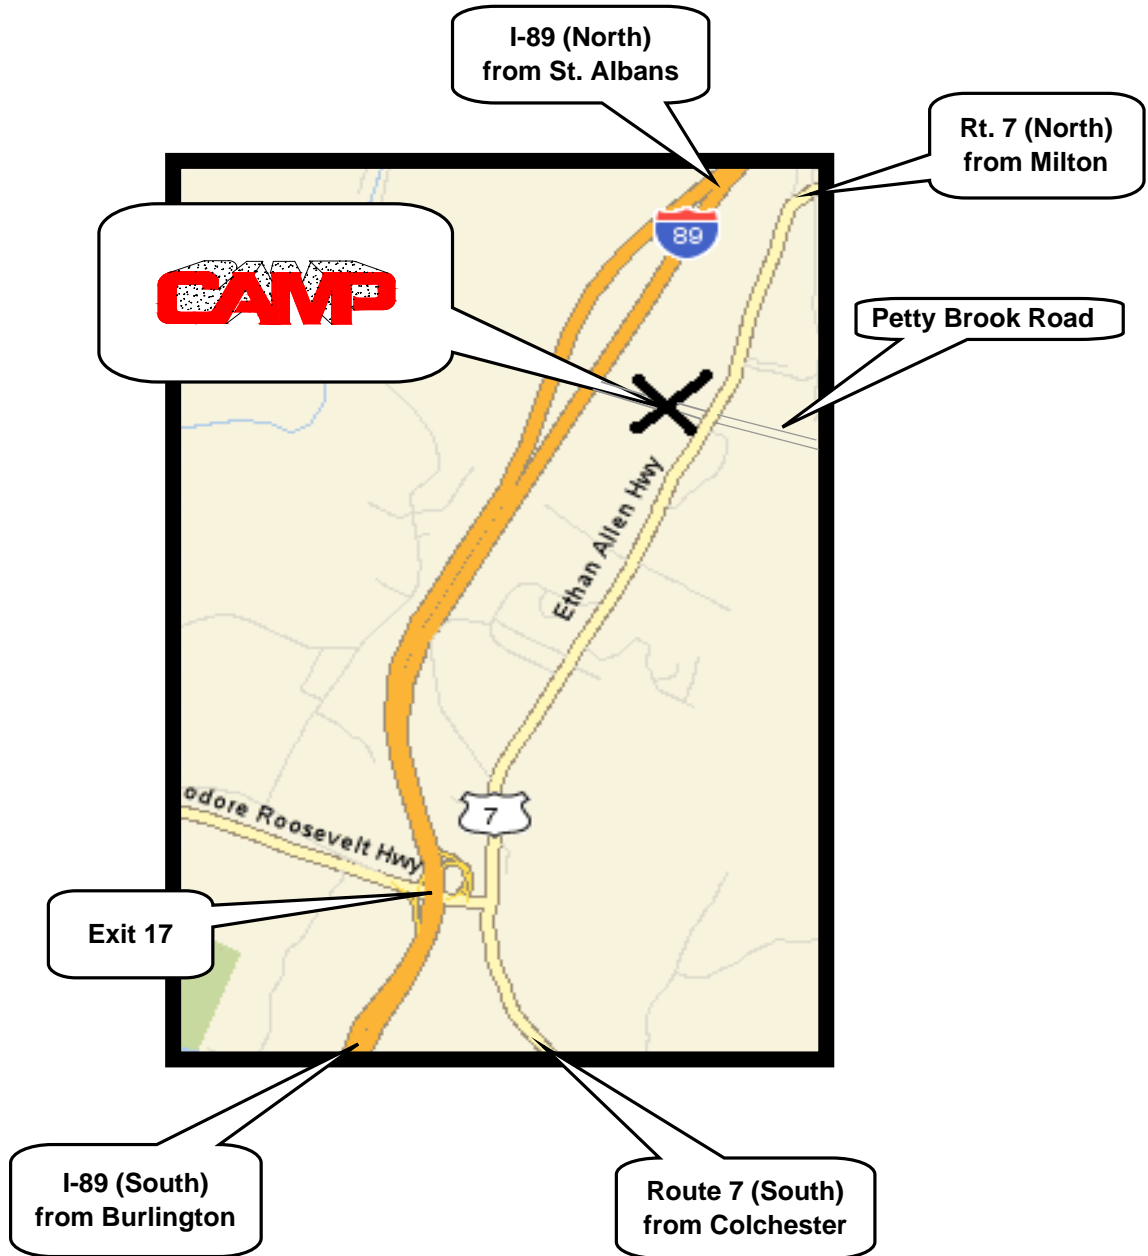 I-89 (North)
from St. Albans
Rt. 7 (North)
from Milton
89
CAMP
Petty Brook Road
Ethan Allen Hwy
7
odore Roosevelt Hwy
Exit 17
I-89 (South)
from Burlington
Route 7 (South)
from Colchester